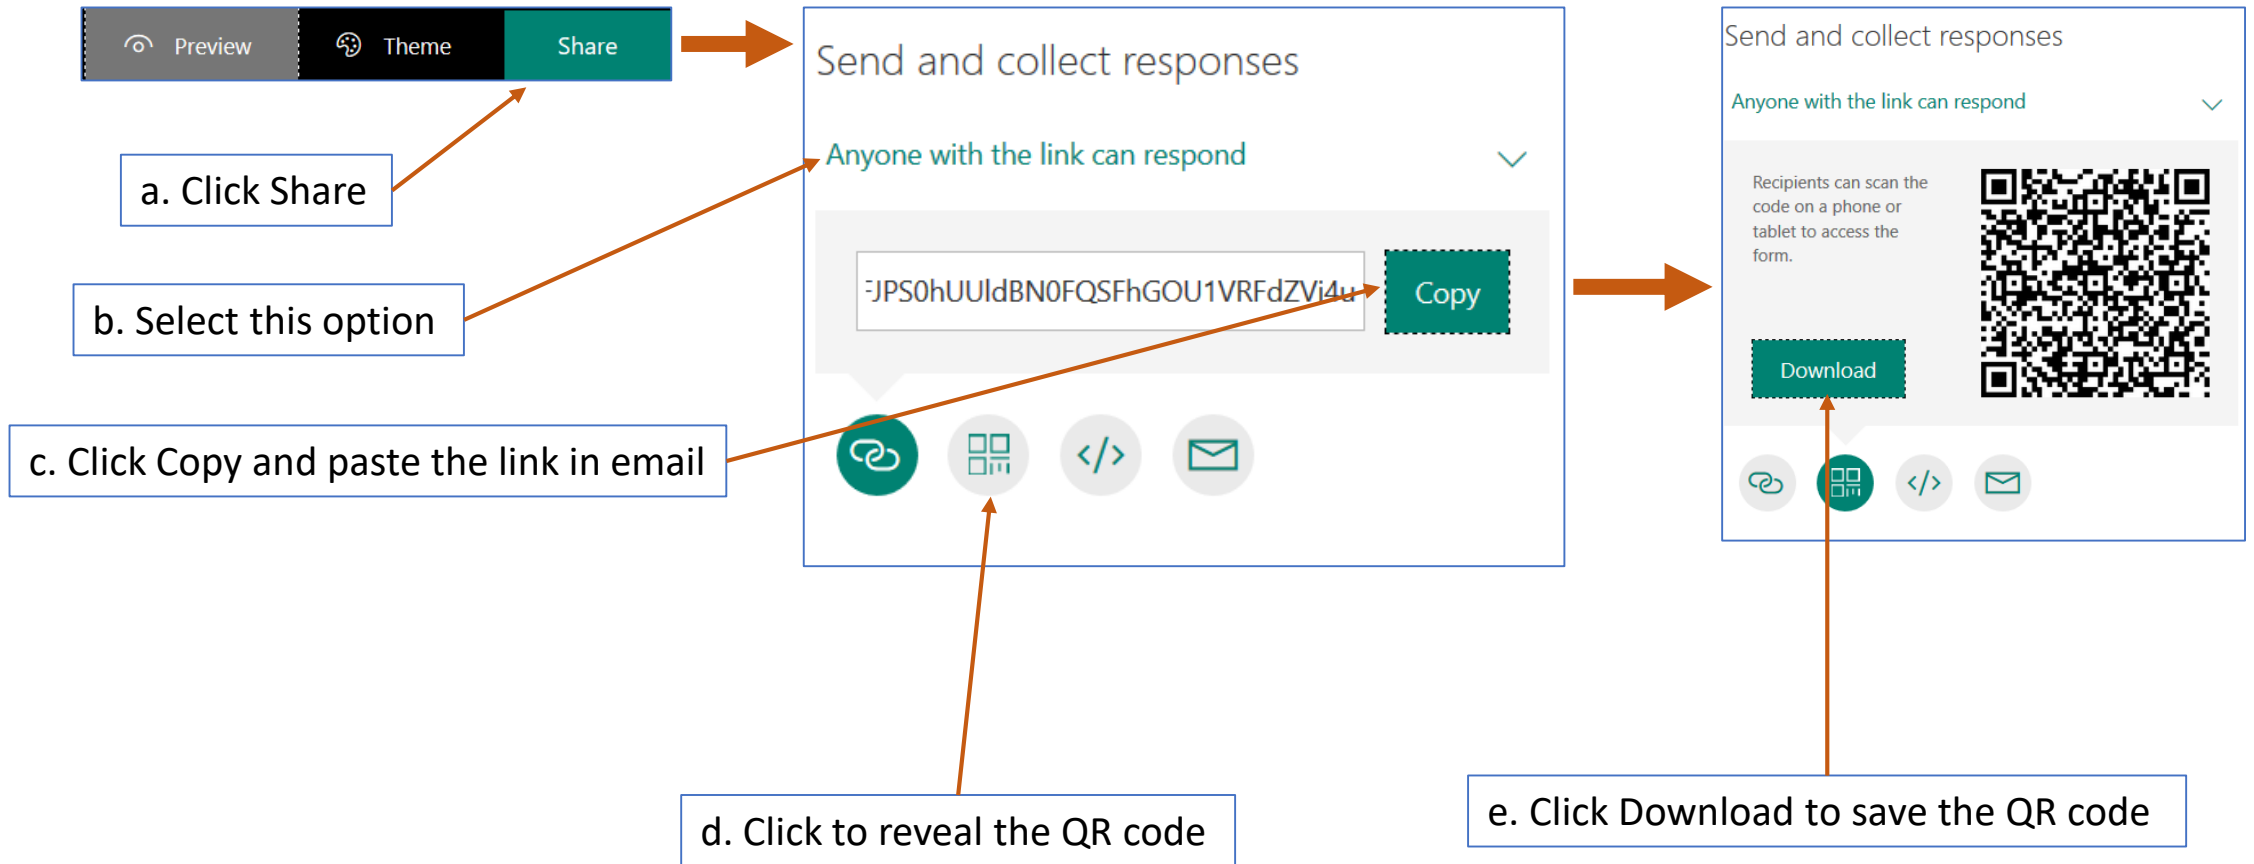 Preview
Theme
Share
a. Click Share
b. Select this option
c. Click Copy and paste the link in email
Send and collect responses
Anyone with the link can respond
Copy
</>
d. Click to reveal the QR code
Send and collect responses
Anyone with the link can respond
Recipients can scan the
code on a phone or
tablet to access the
form.
Download
</>
e. Click Download to save the QR code